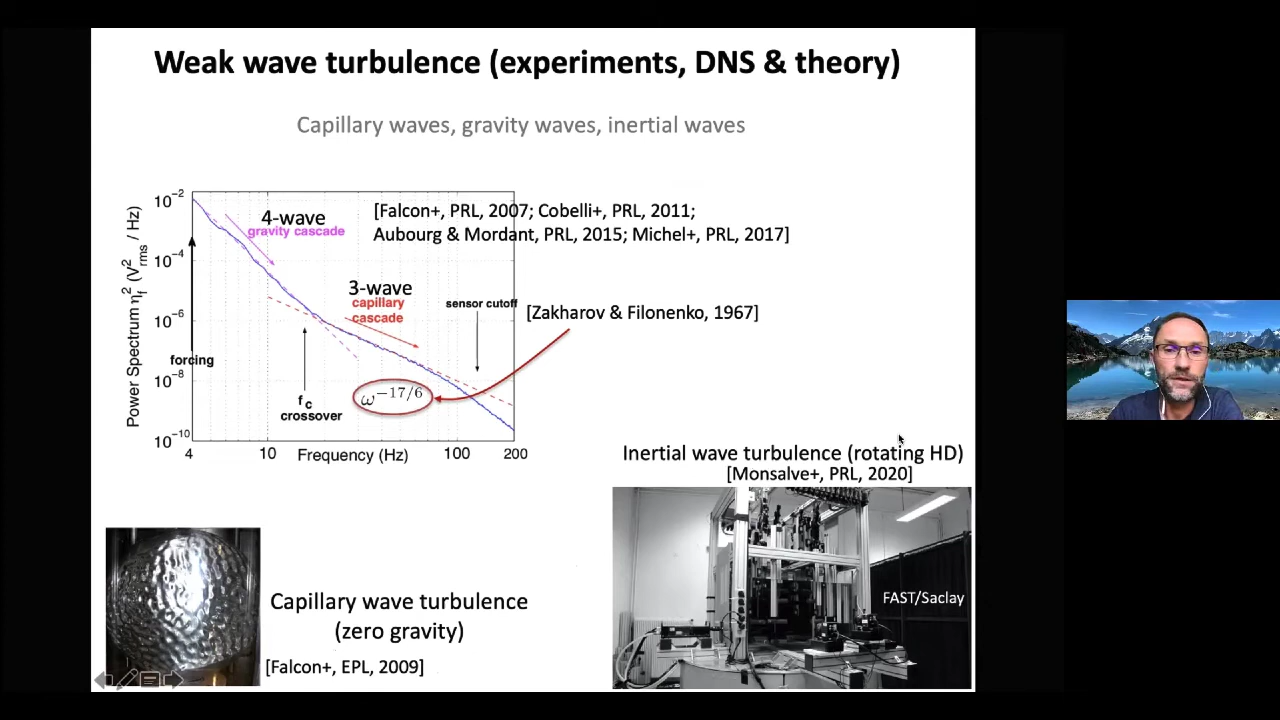 Weak wave turbulence (experiments, DNS & theory)
Capillary waves, gravity waves, inertial waves
Power Spectrum η_f^2 (V^2_rms / Hz)
10^-2
10^-4
10^-6
10^-8
10^-10
4-wave
gravity cascade
[Falcon+, PRL, 2007; Cobelli+, PRL, 2011;
Aubourg & Mordant, PRL, 2015; Michel+, PRL, 2017]
3-wave
capillary
cascade
sensor cutoff
[Zakharov & Filonenko, 1967]
forcing
f_c
crossover
ω^-17/6
4
10
Frequency (Hz)
100
200
Inertial wave turbulence (rotating HD)
[Monsalve+, PRL, 2020]
FAST/Saclay
Capillary wave turbulence
(zero gravity)
[Falcon+, EPL, 2009]